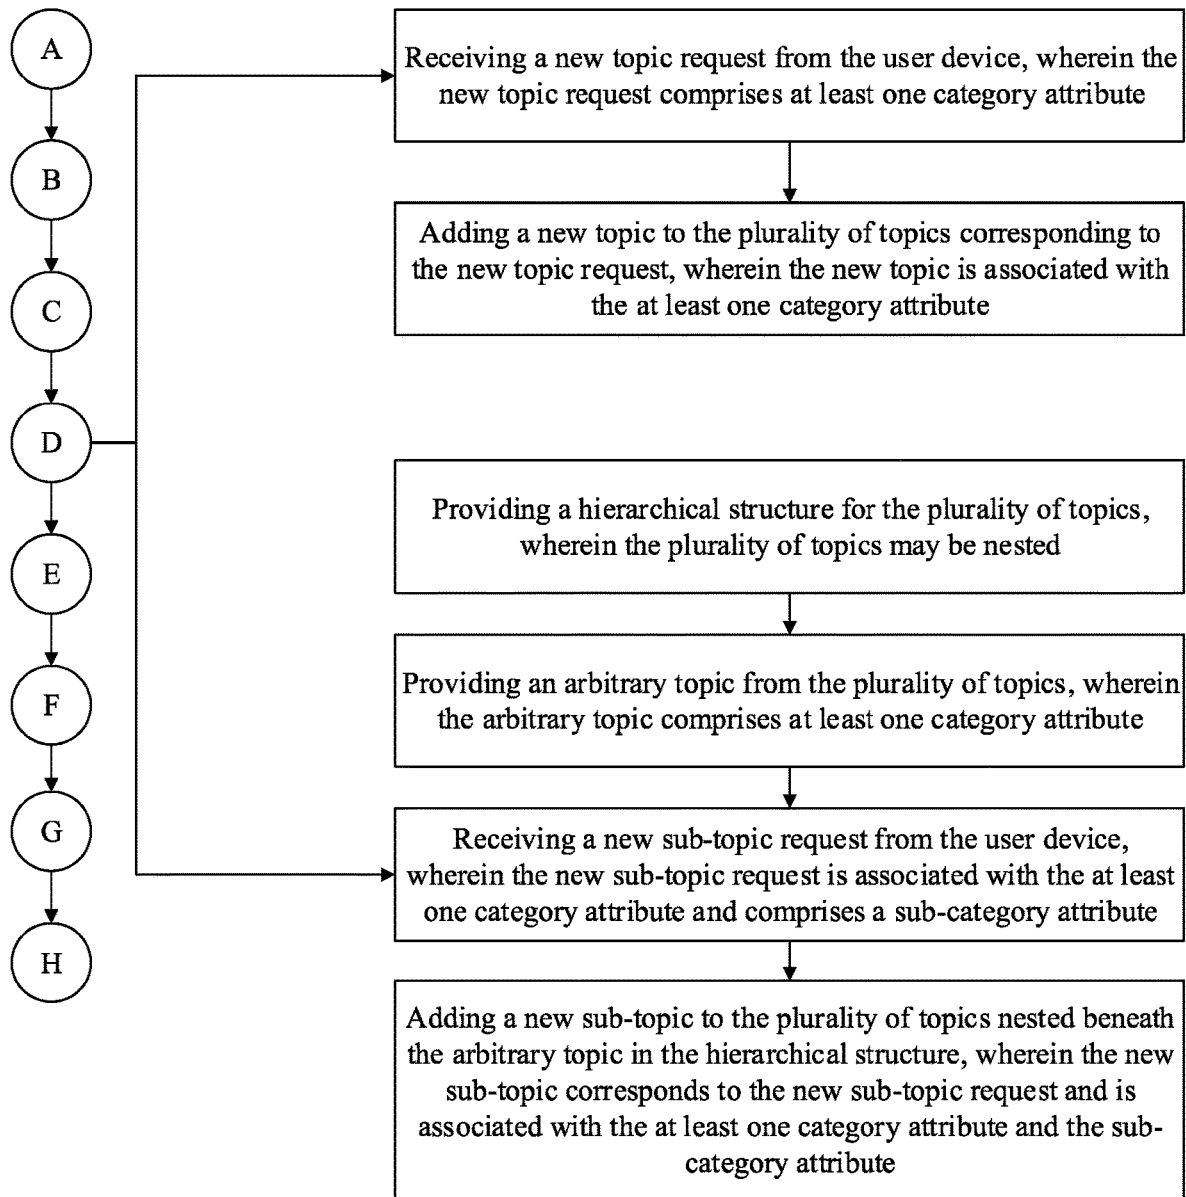 A
B
C
D
E
F
G
H
Receiving a new topic request from the user device, wherein the
new topic request comprises at least one category attribute
Adding a new topic to the plurality of topics corresponding to
the new topic request, wherein the new topic is associated with
the at least one category attribute
Providing a hierarchical structure for the plurality of topics,
wherein the plurality of topics may be nested
Providing an arbitrary topic from the plurality of topics, wherein
the arbitrary topic comprises at least one category attribute
Receiving a new sub-topic request from the user device,
wherein the new sub-topic request is associated with the at least
one category attribute and comprises a sub-category attribute
Adding a new sub-topic to the plurality of topics nested beneath
the arbitrary topic in the hierarchical structure, wherein the new
sub-topic corresponds to the new sub-topic request and is
associated with the at least one category attribute and the sub-
category attribute